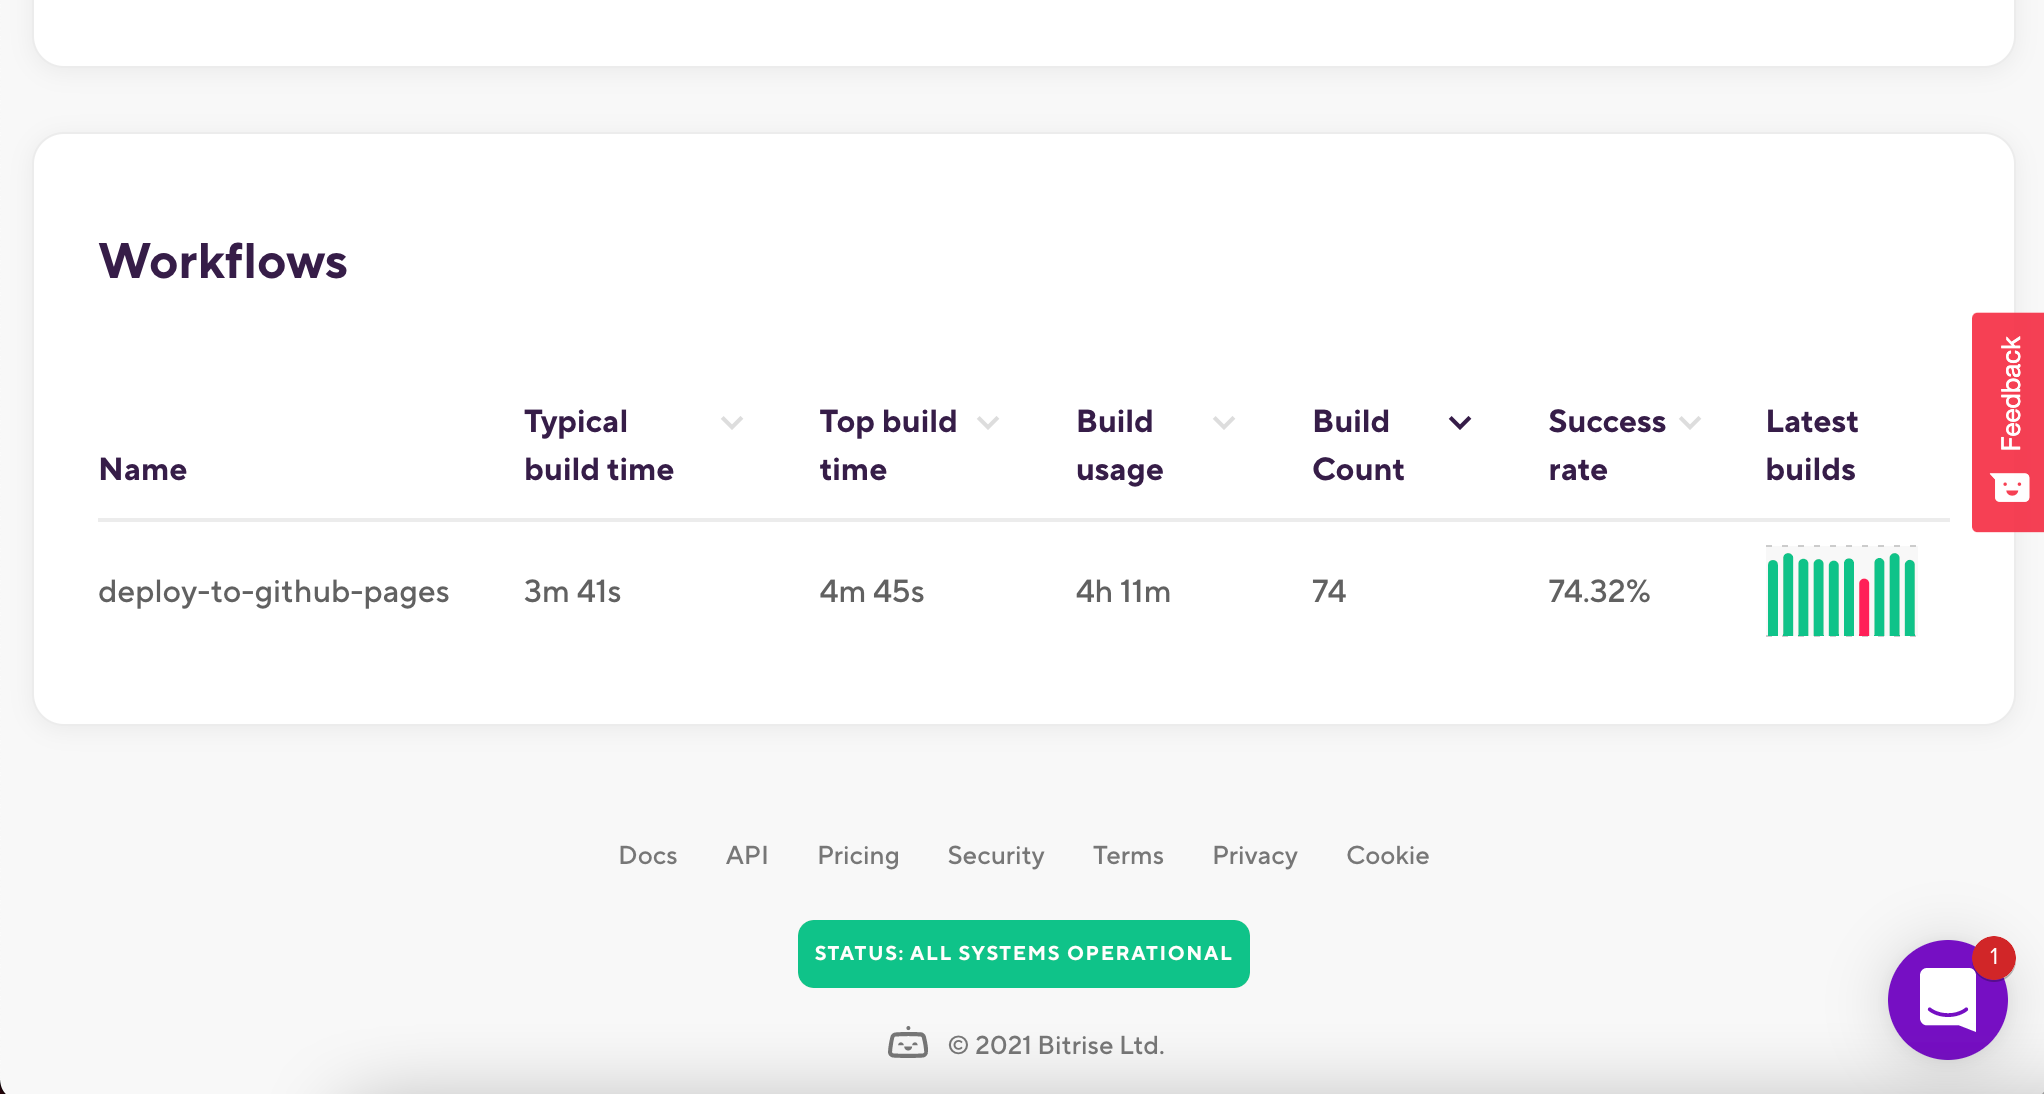 Workflows
Name
Typical build time
Top build time
Build usage
Build Count
Success rate
Latest builds
deploy-to-github-pages 3m 41s 4m 45s 4h 11m 74 74.32%
Feedback
Docs API Pricing Security Terms Privacy Cookie
STATUS: ALL SYSTEMS OPERATIONAL
1
© 2021 Bitrise Ltd.